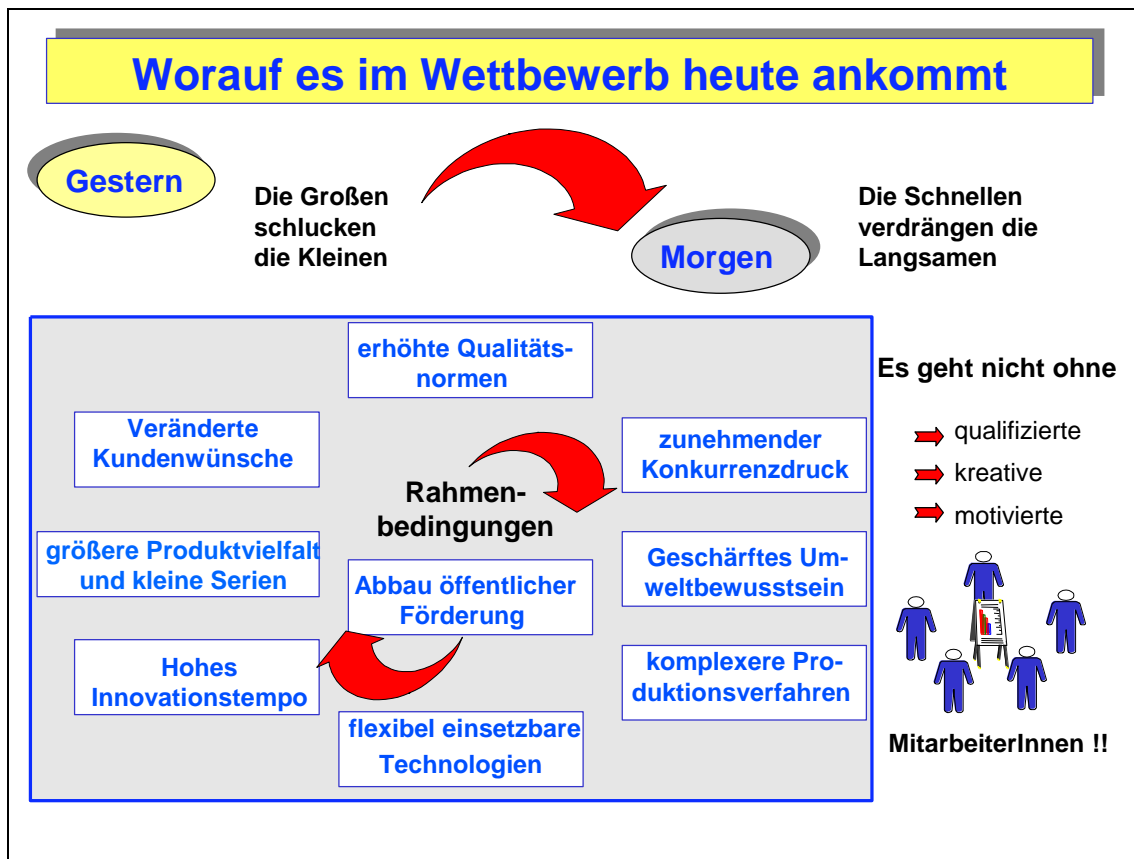 Worauf es im Wettbewerb heute ankommt
Gestern
Die Großen
schlucken
die Kleinen
Morgen
Die Schnellen
verdrängen die
Langsamen
erhöhte Qualitäts-
normen
Veränderte
Kundenwünsche
zunehmender
Konkurrenzdruck
Rahmen-
bedingungen
größere Produktvielfalt
und kleine Serien
Abbau öffentlicher
Förderung
Geschärftes Um-
weltbewusstsein
Hohes
Innovationstempo
komplexere Pro-
duktionsverfahren
flexibel einsetzbare
Technologien
Es geht nicht ohne
qualifizierte
kreative
motivierte
MitarbeiterInnen !!